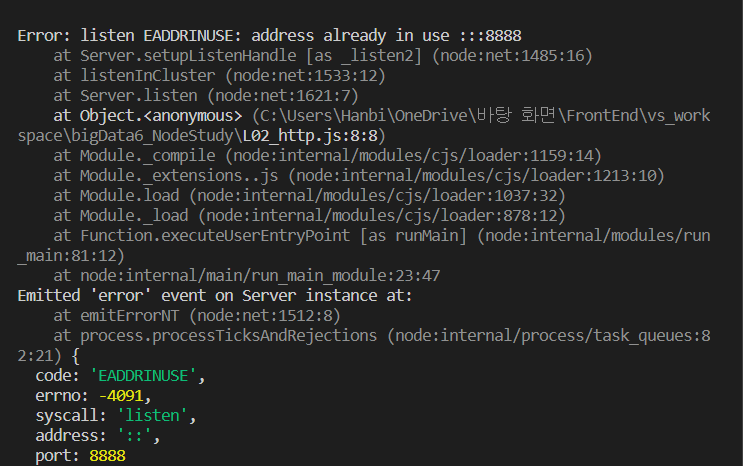 Error: listen EADDRINUSE: address already in use :::8888
    at Server.setupListenHandle [as _listen2] (node:net:1485:16)
    at listenInCluster (node:net:1533:12)
    at Server.listen (node:net:1621:7)
    at Object.<anonymous> (C:\Users\Hanbi\OneDrive\바탕 화면\FrontEnd\vs_work
space\bigData6_NodeStudy\L02_http.js:8:8)
    at Module._compile (node:internal/modules/cjs/loader:1159:14)
    at Module._extensions..js (node:internal/modules/cjs/loader:1213:10)
    at Module.load (node:internal/modules/cjs/loader:1037:32)
    at Module._load (node:internal/modules/cjs/loader:878:12)
    at Function.executeUserEntryPoint [as runMain] (node:internal/modules/run
_main:81:12)
    at node:internal/main/run_main_module:23:47
Emitted 'error' event on Server instance at:
    at emitErrorNT (node:net:1512:8)
    at process.processTicksAndRejections (node:internal/process/task_queues:8
2:21) {
  code: 'EADDRINUSE',
  errno: -4091,
  syscall: 'listen',
  address: '::',
  port: 8888